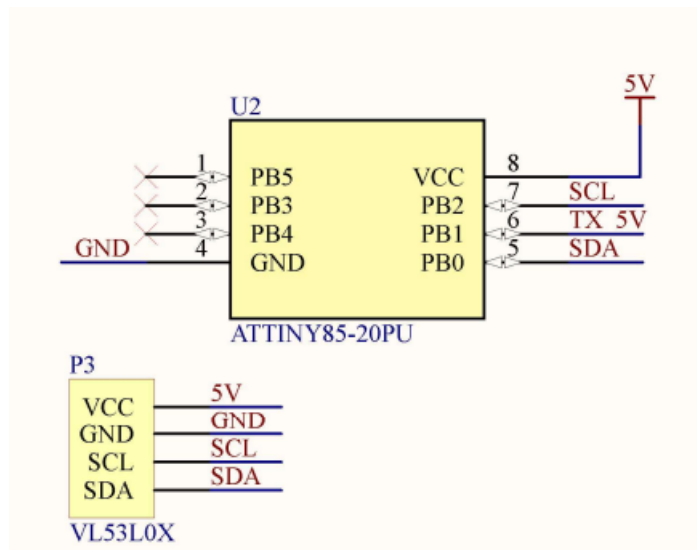 5V
U2
1 PB5 VCC 8
2 PB3 PB2 7 SCL
3 PB4 PB1 6 TX 5V
GND 4 GND PB0 5 SDA
ATTINY85-20PU
P3
VCC 5V
GND GND
SCL SCL
SDA SDA
VL53L0X